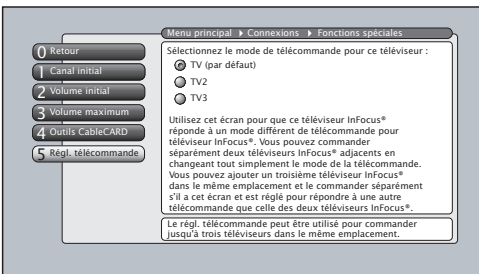 Menu principal ▸ Connexions ▸ Fonctions spéciales
0 Retour
1 Canal initial
2 Volume initial
3 Volume maximum
4 Outils CableCARD
5 Régl. télécommande
Sélectionnez le mode de télécommande pour ce téléviseur :
TV (par défaut)
TV2
TV3
Utilisez cet écran pour que ce téléviseur InFocus®
réponde à un mode différent de télécommande pour
téléviseur InFocus®. Vous pouvez commander
séparément deux téléviseurs InFocus® adjacents en
changeant tout simplement le mode de la télécommande.
Vous pouvez ajouter un troisième téléviseur InFocus®
dans le même emplacement et le commander séparément
s'il a cet écran et est réglé pour répondre à une autre
télécommande que celle des deux téléviseurs InFocus®.
Le régl. télécommande peut être utilisé pour commander
jusqu'à trois téléviseurs dans le même emplacement.